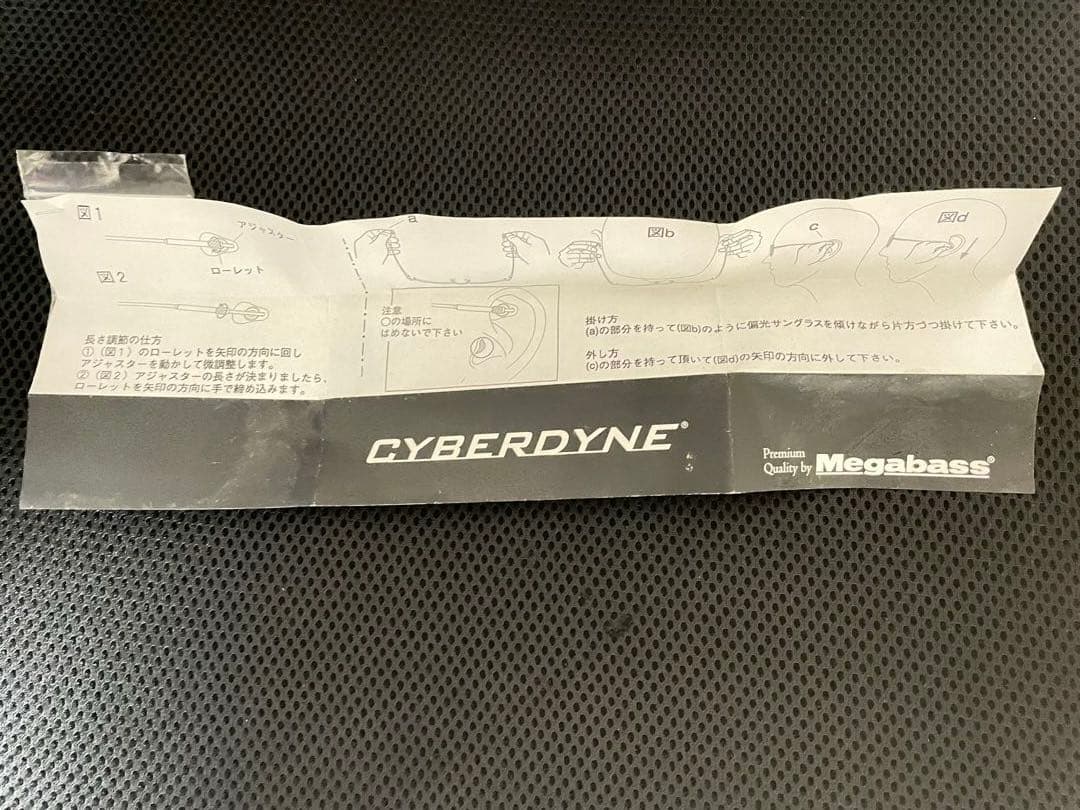 図1
アジャスター
ローレット
図2
長さ調節の仕方
①（図1）のローレットを矢印の方向に回し
アジャスターを動かして微調整します。
②（図2）アジャスターの長さが決まりましたら、
ローレットを矢印の方向に手で締め込みます。
a
図b
注意
○の場所に
はめないで下さい
c
図d
掛け方
(a)の部分を持って(図b)のように偏光サングラスを傾けながら片方づつ掛けて下さい。
外し方
(c)の部分を持って頂いて(図d)の矢印の方向に外して下さい。
CYBERDYNE®
Premium
Quality by Megabass®